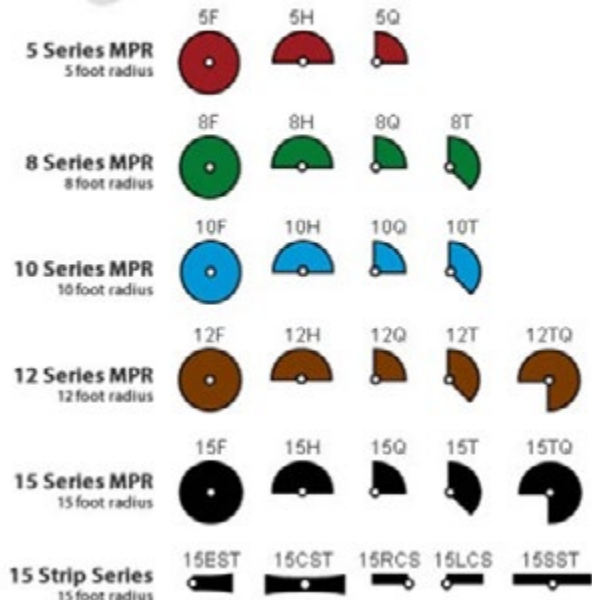 5F 5H 5Q
5 Series MPR
5 foot radius
8F 8H 8Q 8T
8 Series MPR
8 foot radius
10F 10H 10Q 10T
10 Series MPR
10 foot radius
12F 12H 12Q 12T 12TQ
12 Series MPR
12 foot radius
15F 15H 15Q 15T 15TQ
15 Series MPR
15 foot radius
15EST 15CST 15RCS 15LCS 15SST
15 Strip Series
15 foot radius